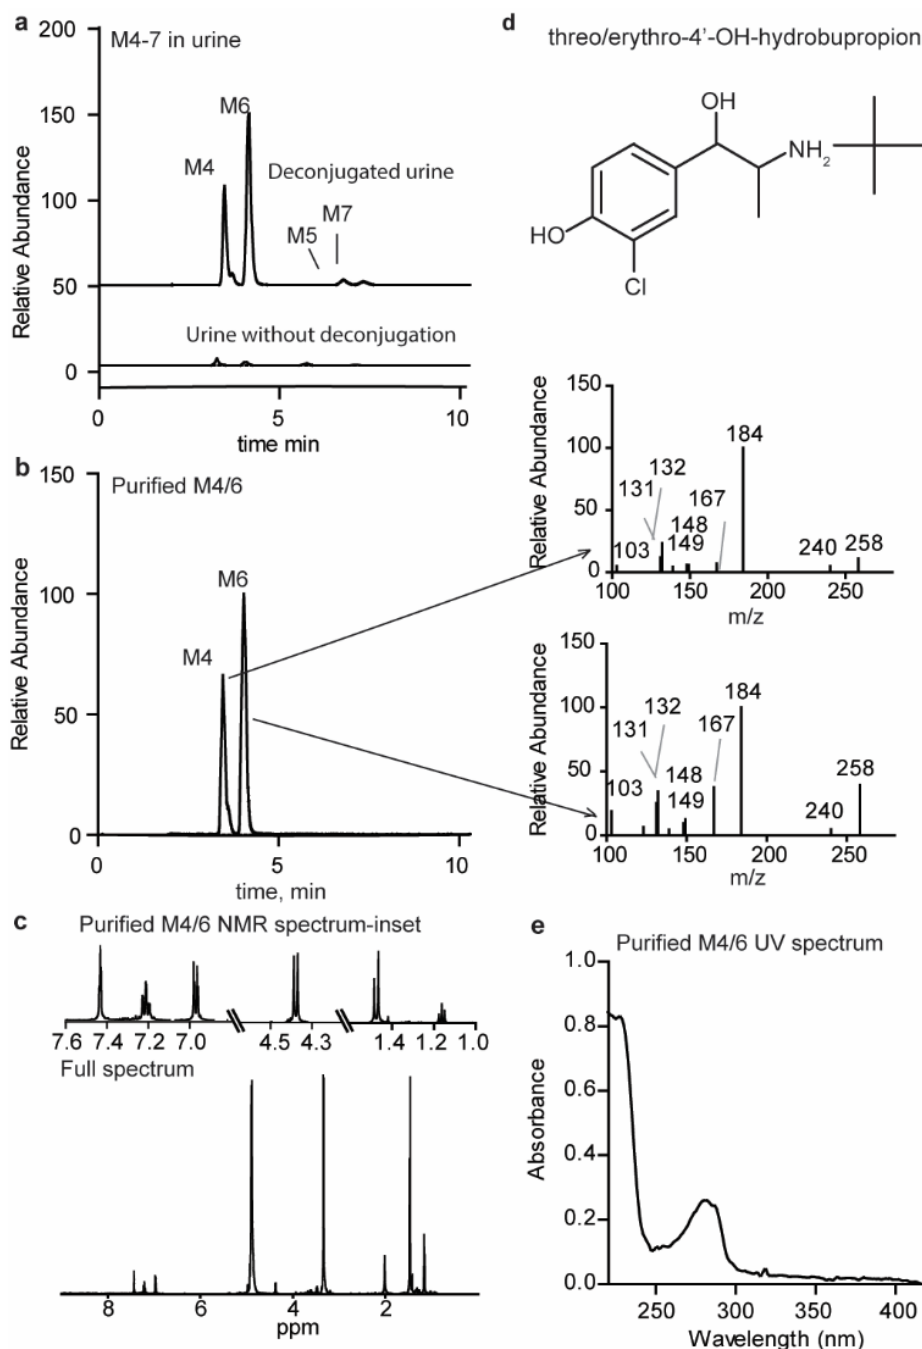 a
M4-7 in urine
200
150
100
50
0
Relative Abundance
M6
M4
Deconjugated urine
M7
M5
Urine without deconjugation
0
5
10
time min
b
Purified M4/6
150
100
50
0
Relative Abundance
M6
M4
0
5
10
time, min
c
Purified M4/6 NMR spectrum-inset
7.6 7.4 7.2 7.0 4.5 4.3 1.4 1.2 1.0
Full spectrum
8 6 4 2
ppm
d
threo/erythro-4'-OH-hydrobupropion
OH
NH2
HO
Cl
150
100
50
0
Relative Abundance
184
132
131
167
148
149
103
240
258
100 150 200 250
m/z
150
100
50
0
Relative Abundance
184
132
131
167
148
149
103
240
258
100 150 200 250
m/z
e
Purified M4/6 UV spectrum
1.0
0.8
0.6
0.4
0.2
0.0
Absorbance
250 300 350 400
Wavelength (nm)